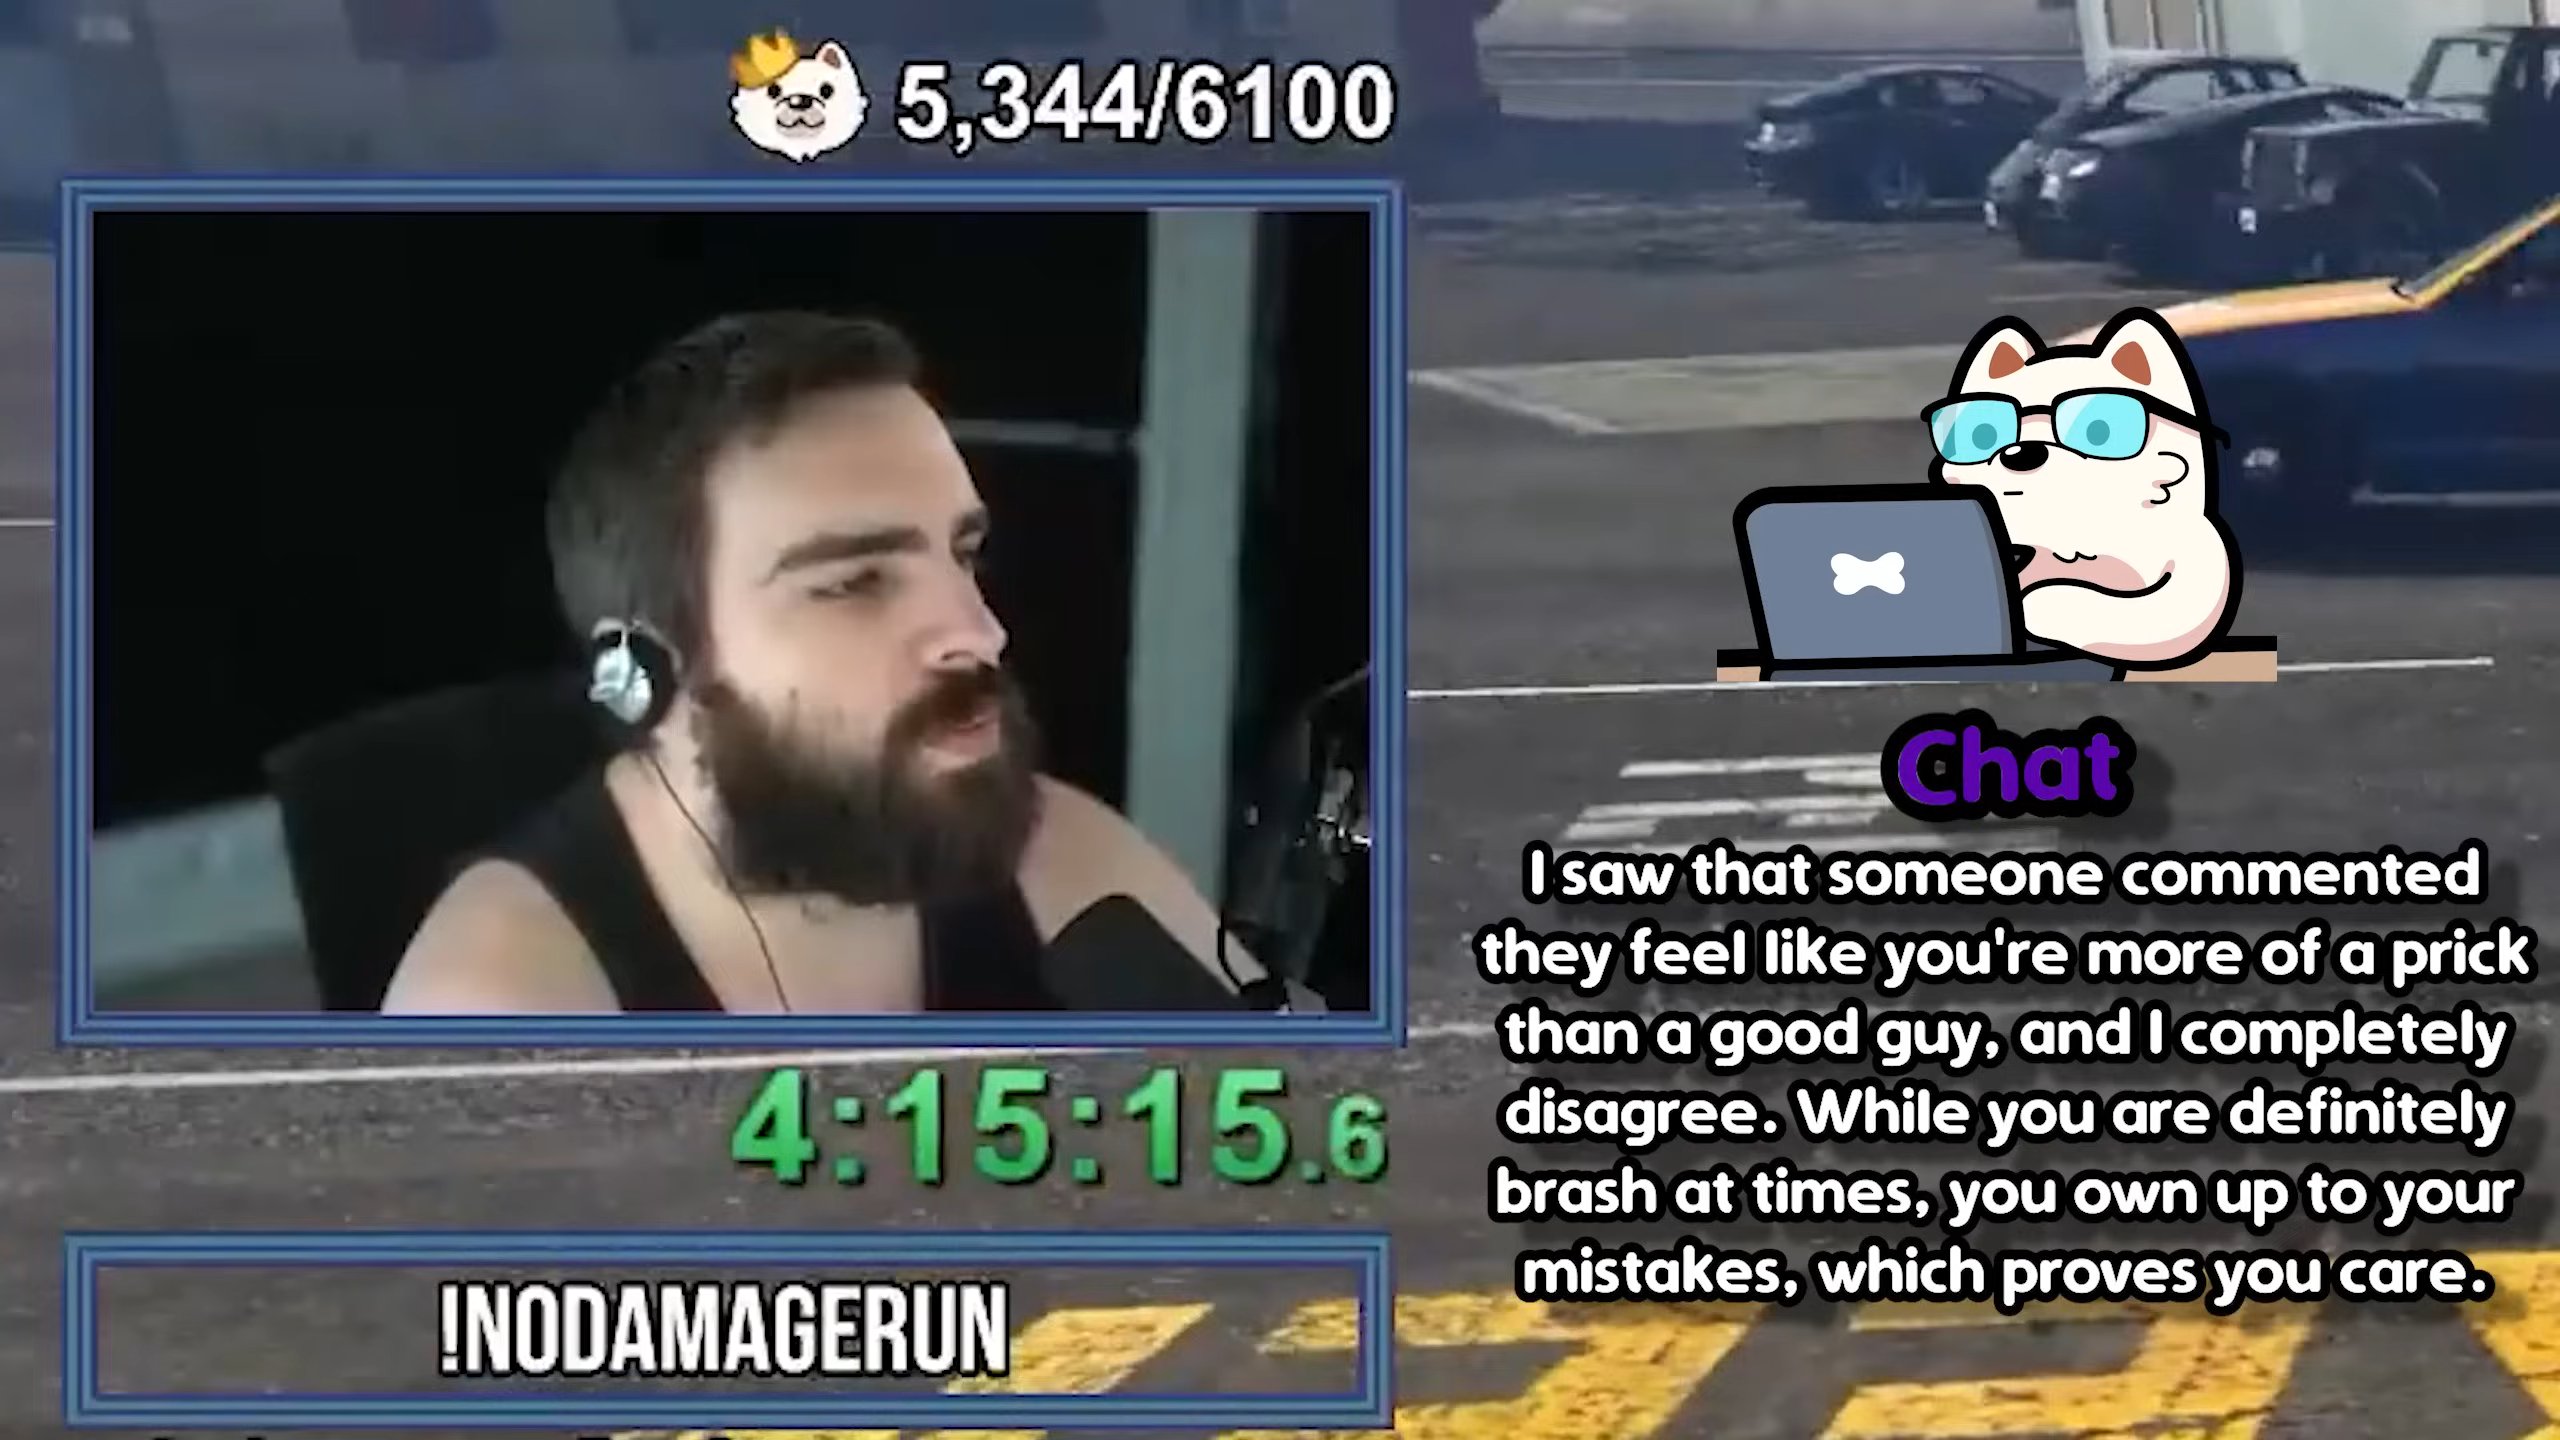 5,344/6100
4:15:15.6
!NODAMAGERUN
Chat
I saw that someone commented
they feel like you're more of a prick
than a good guy, and I completely
disagree. While you are definitely
brash at times, you own up to your
mistakes, which proves you care.